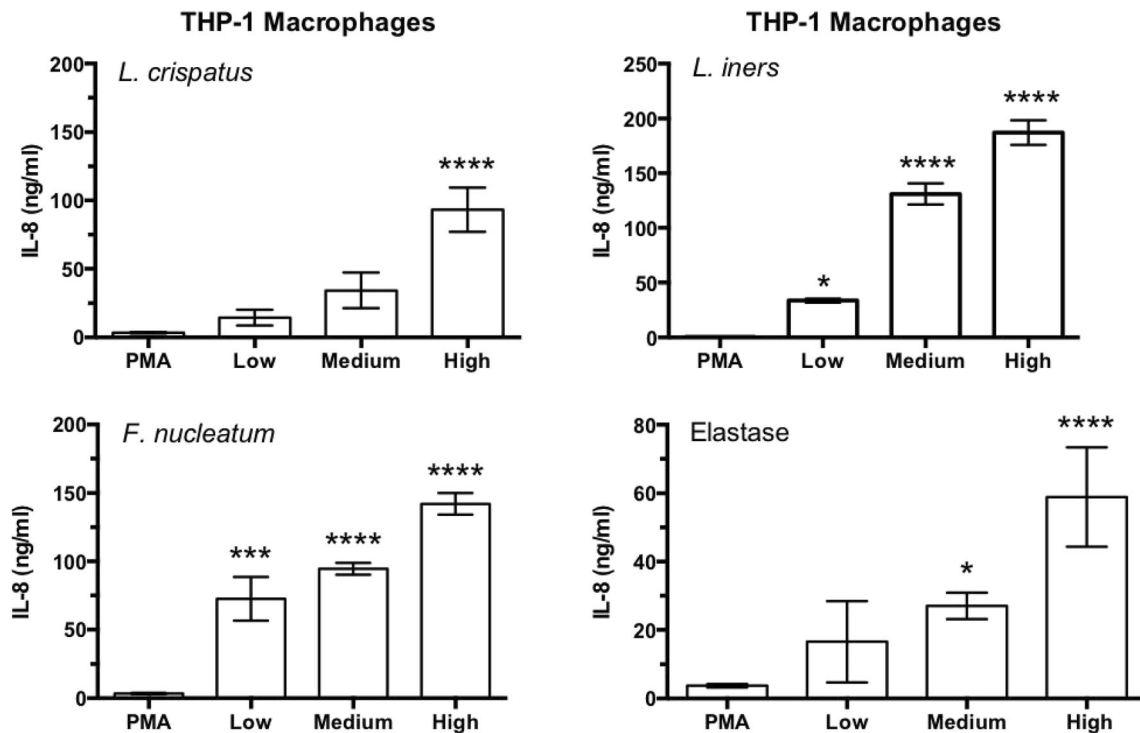 THP-1 Macrophages
L. crispatus
IL-8 (ng/ml)
200
150
100
50
0
****
PMA Low Medium High
THP-1 Macrophages
L. iners
IL-8 (ng/ml)
250
200
150
100
50
0
*
****
****
PMA Low Medium High
F. nucleatum
IL-8 (ng/ml)
200
150
100
50
0
***
****
****
PMA Low Medium High
Elastase
IL-8 (ng/ml)
80
60
40
20
0
*
****
PMA Low Medium High